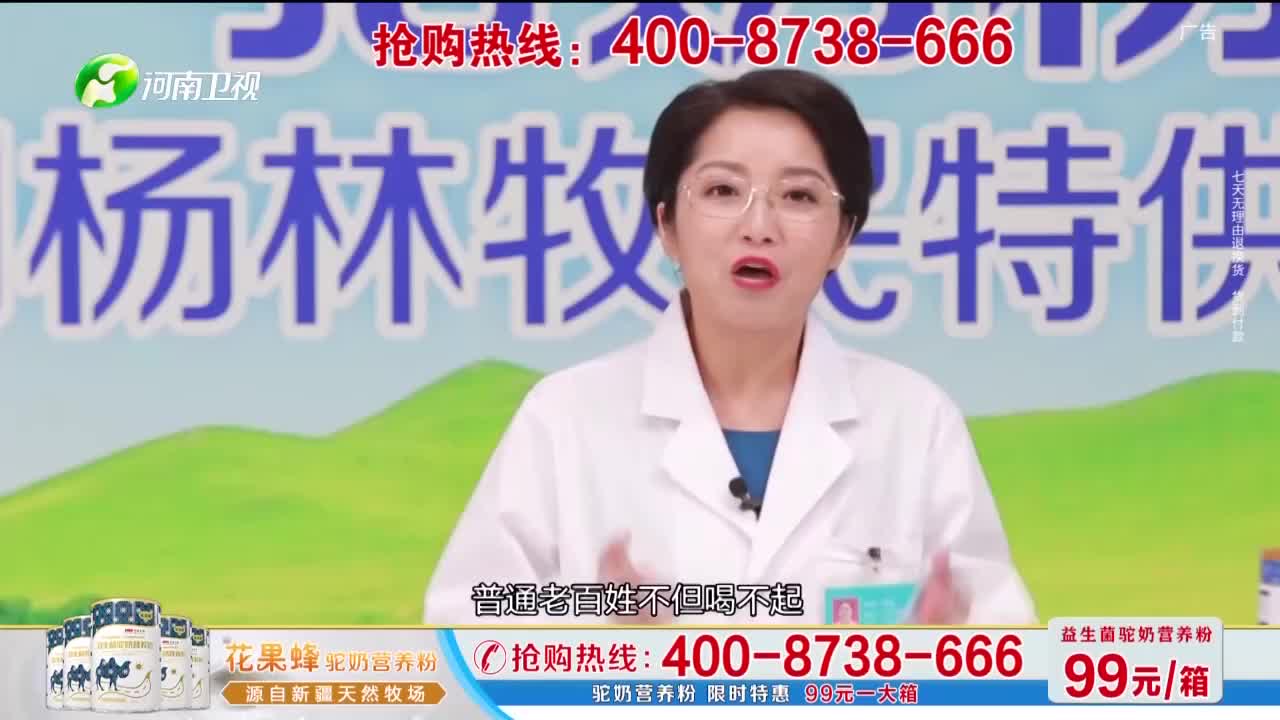 抢购热线：400-8738-666
广告
河南卫视
杨林牧民特供
七天无理由退换货 货到付款
普通老百姓不但喝不起
花果蜂 驼奶营养粉
源自新疆天然牧场
抢购热线：400-8738-666
驼奶营养粉 限时特惠 99元一大箱
益生菌驼奶营养粉
99元/箱